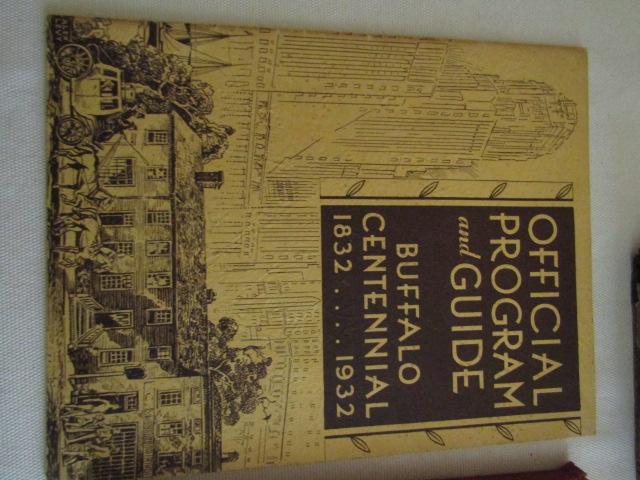 OFFICIAL
PROGRAM
and GUIDE
BUFFALO
CENTENNIAL
1832.....1932